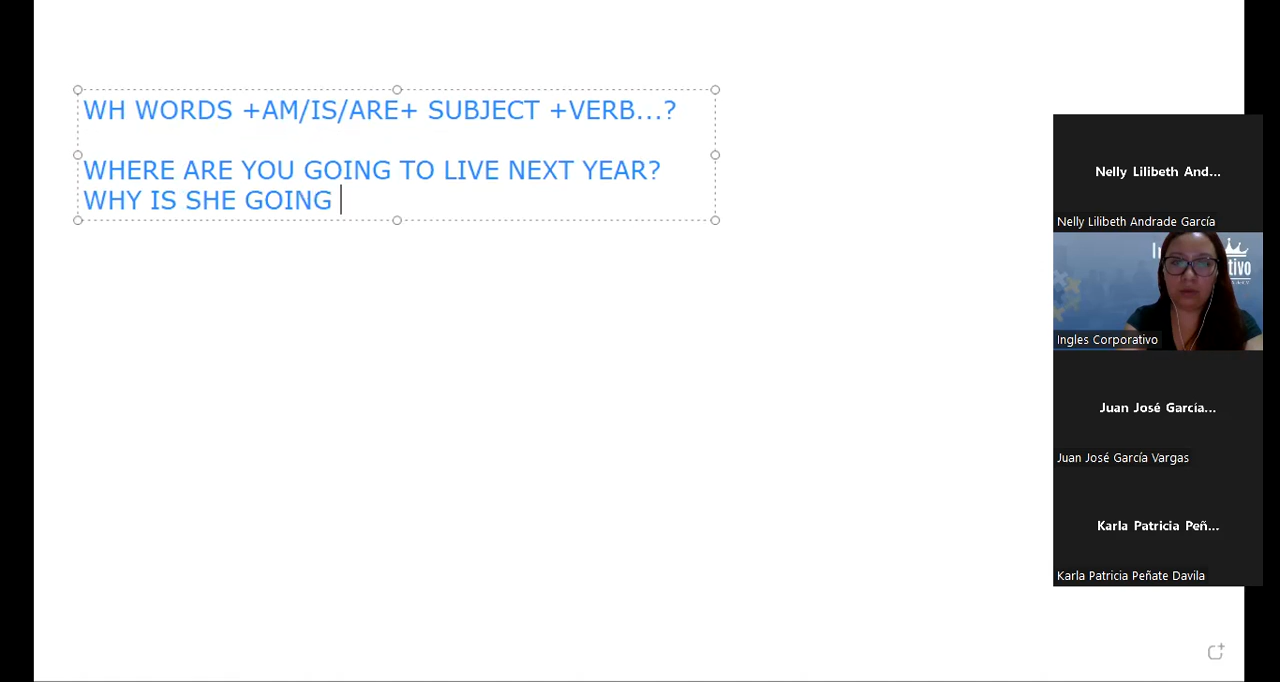 WH WORDS +AM/IS/ARE+ SUBJECT +VERB...?
WHERE ARE YOU GOING TO LIVE NEXT YEAR?
WHY IS SHE GOING
Nelly Lilibeth And...
Nelly Lilibeth Andrade García
In
tivo
Ingles Corporativo
Juan José García...
Juan José García Vargas
Karla Patricia Peñ...
Karla Patricia Peñate Davila